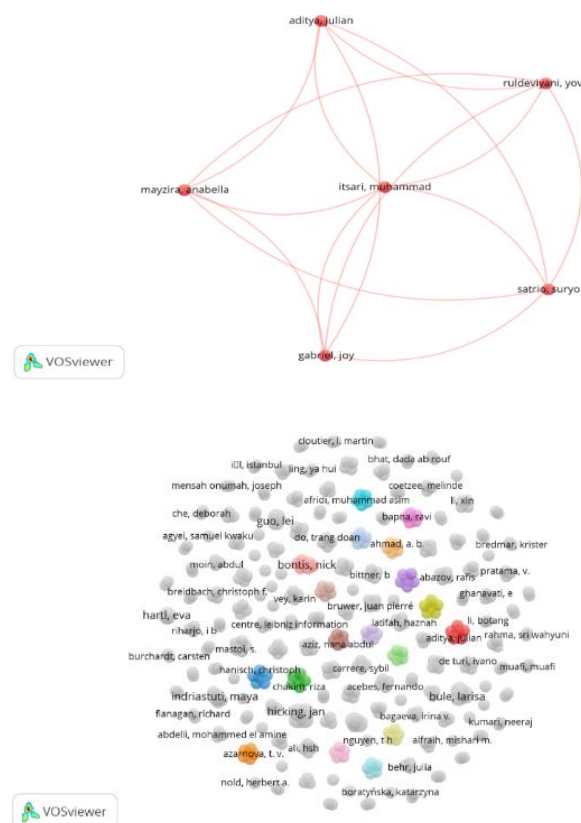 aditya, julian
ruldeviyani, yov
mayzira, anabella
itsari, muhammad
satrio, suryo
gabriel, joy
VOSviewer
cloutier, l. martin
bhat, dada ab rouf
ling, ya hui
mensah onumah, joseph
coetzee, melinde
afridi, muhammad asim
li, xin
che, deborah
guo, lei
bapna, ravi
agyei, samuel kwaku
do, trang doan
ahmad, a. b.
bredmar, krister
moin, abdul
bontis, nick
bittner, b
abazov, rafis
pratama, v.
breidbach, christoph f.
vey, karin
ghanavati, e
harti, eva
bruwer, juan pierré
riharjo, i b
centre, leibniz information
latifah, haznah
li, botang
aditya, julian
rahma, sri wahyuni
burchardt, carsten
mastoi, s.
aziz, nana abdul
hanisch, christoph
carrere, sybil
de turi, ivano
muafi, muafi
indriastuti, maya
chakim, riza
acebes, fernando
bule, larisa
flanagan, richard
hicking, jan
bagaeva, irina v.
kumari, neeraj
abdelli, mohammed el amine
nguyen, t h.
alfraih, mishari m.
azarnova, t. v.
ali, hsh
behr, julia
nold, herbert a.
boratyńska, katarzyna
VOSviewer